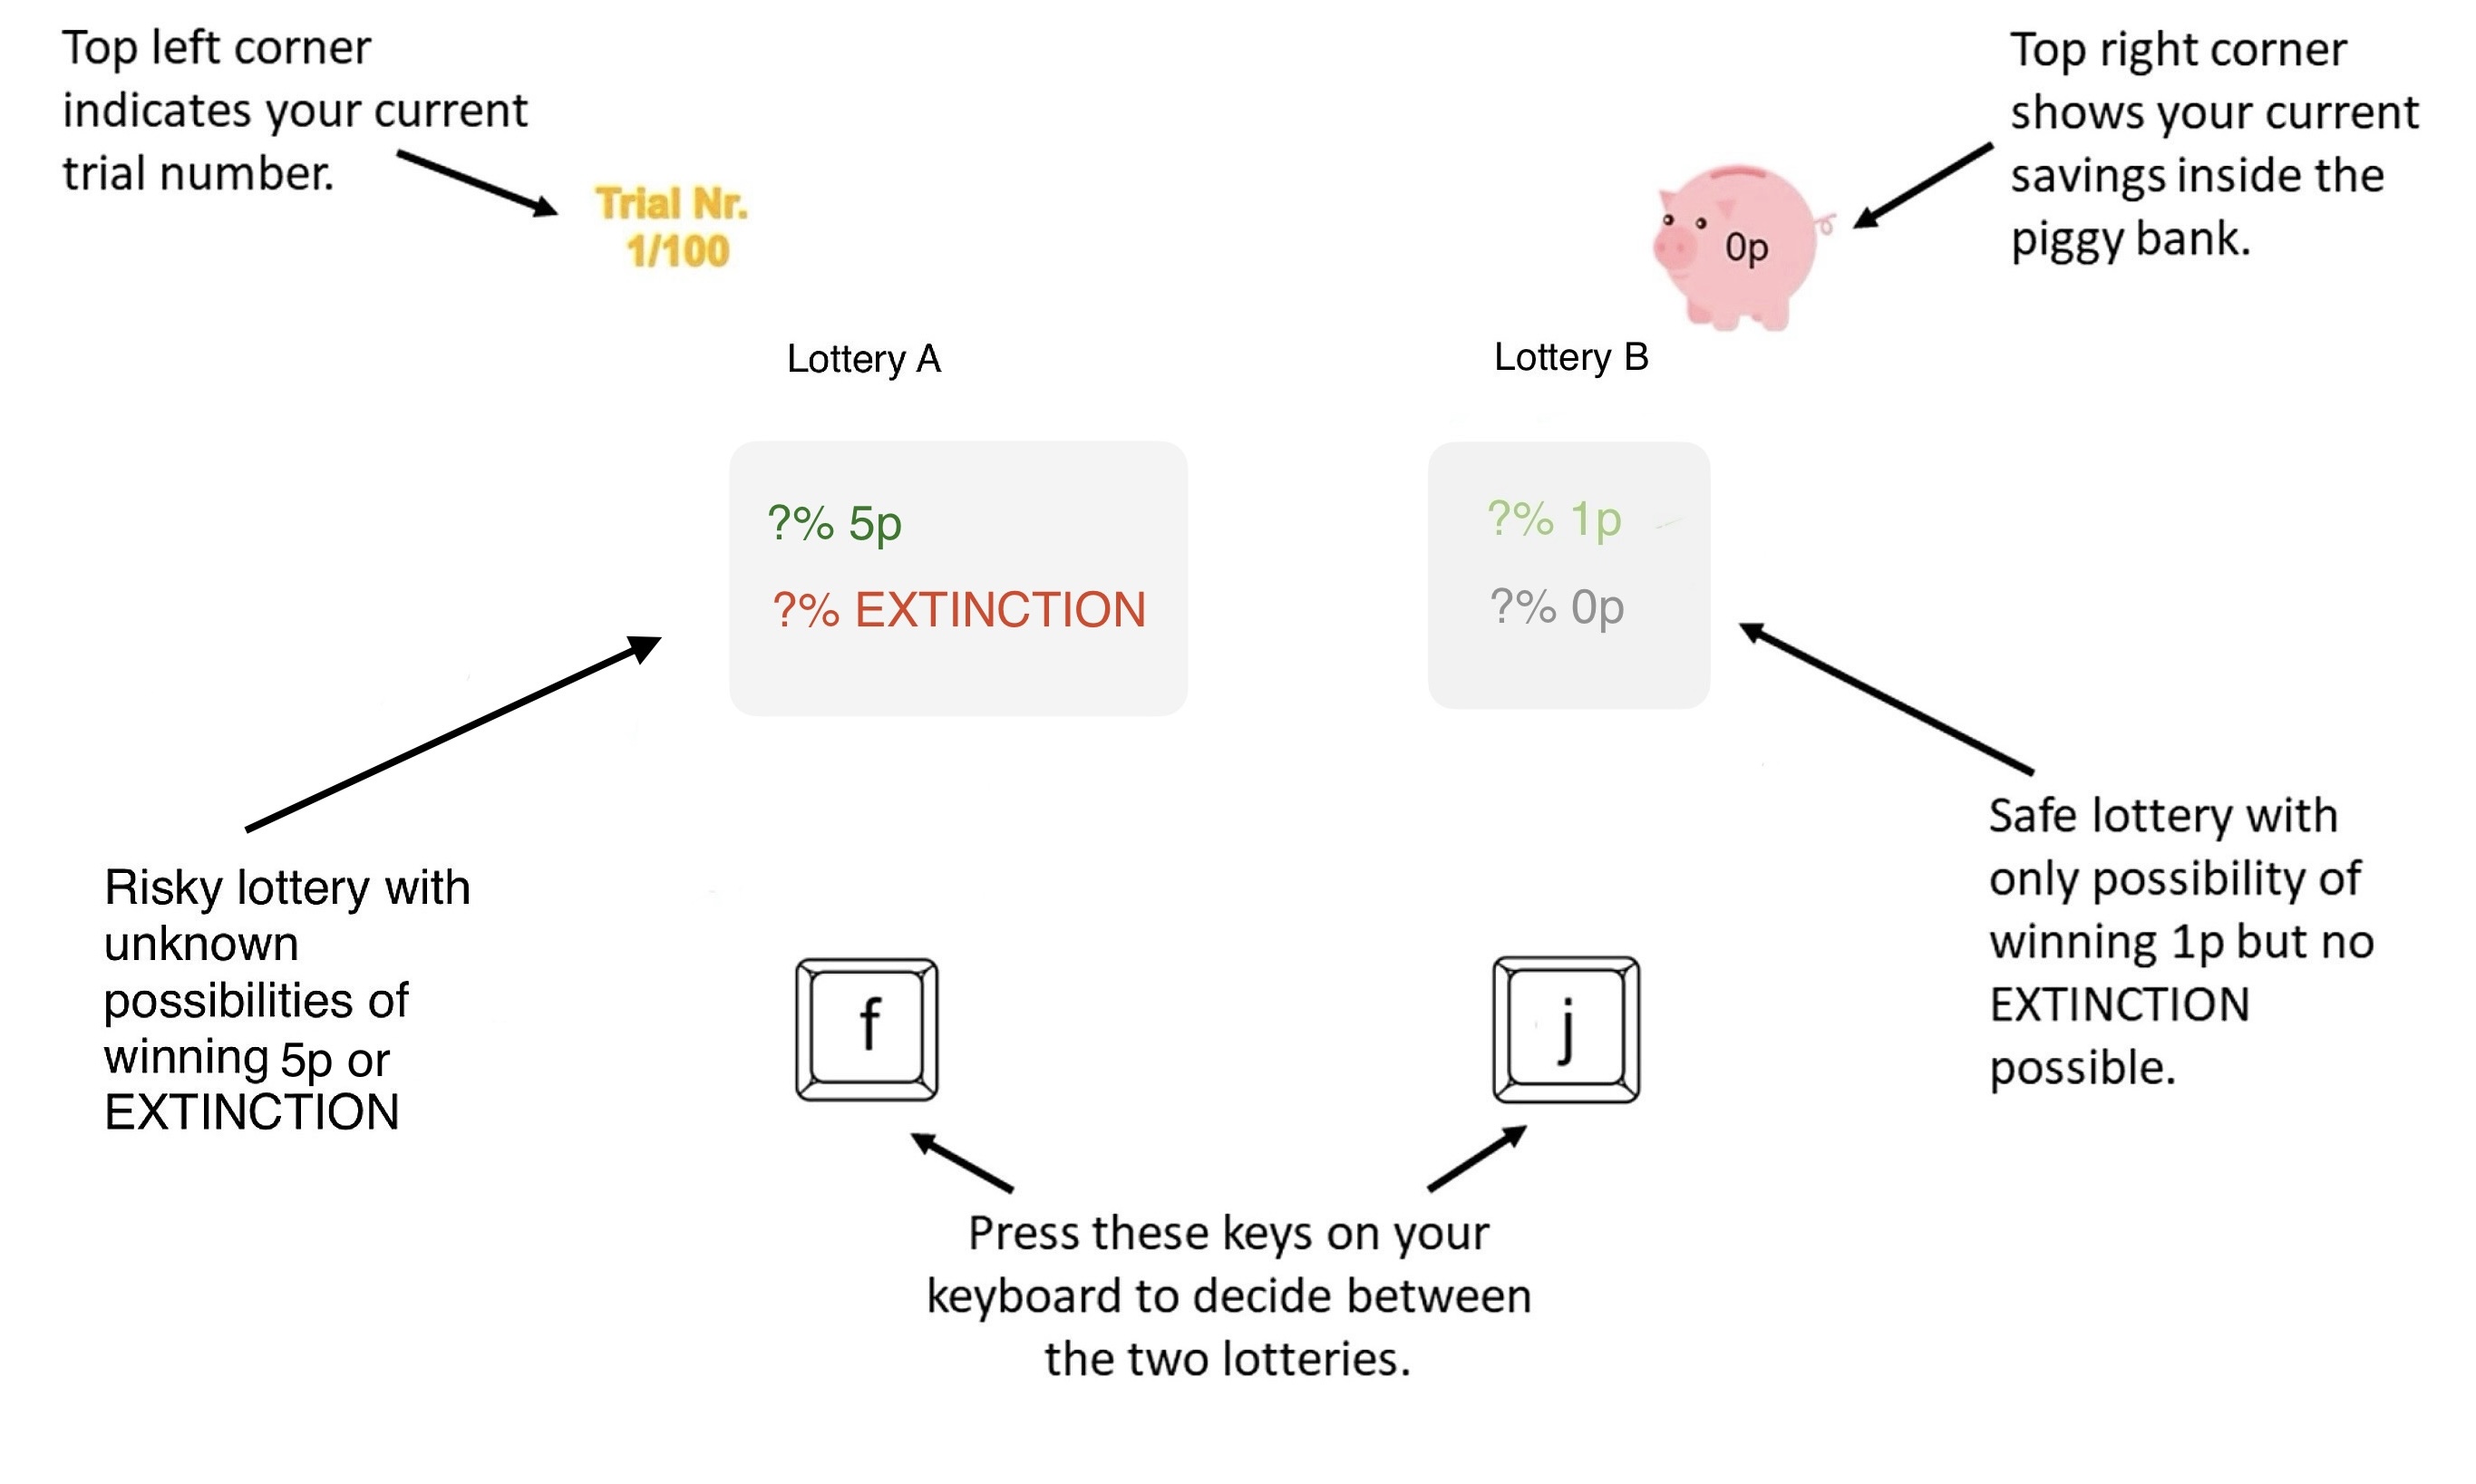 Top left corner
indicates your current
trial number.
Trial Nr.
1/100
0p
Top right corner
shows your current
savings inside the
piggy bank.
Lottery A
Lottery B
?% 5p
?% EXTINCTION
?% 1p
?% 0p
Risky lottery with
unknown
possibilities of
winning 5p or
EXTINCTION
Safe lottery with
only possibility of
winning 1p but no
EXTINCTION
possible.
f
j
Press these keys on your
keyboard to decide between
the two lotteries.